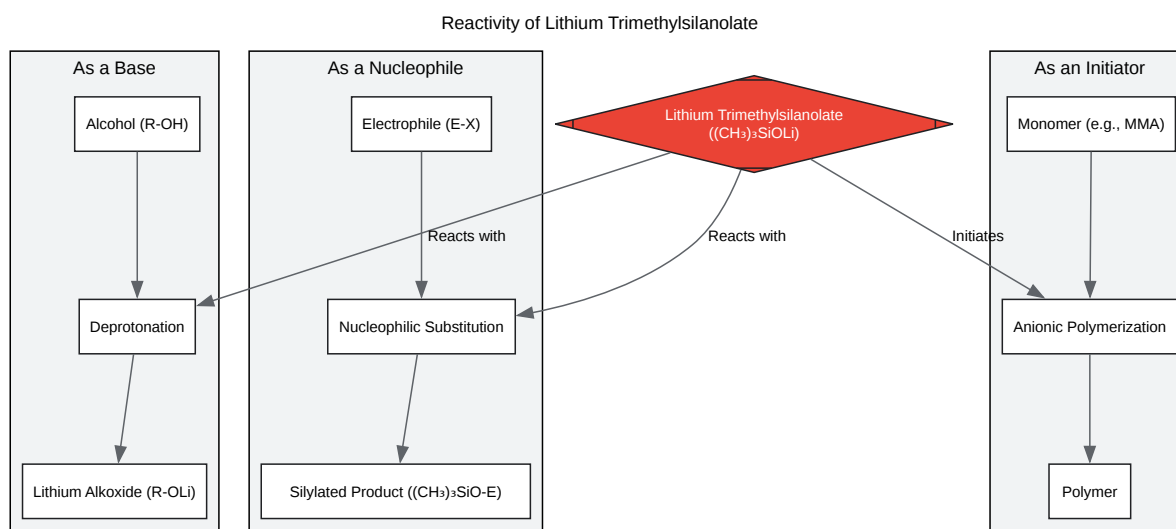 Reactivity of Lithium Trimethylsilanolate
As a Base
As a Nucleophile
As an Initiator
Alcohol (R-OH)
Electrophile (E-X)
Lithium Trimethylsilanolate
((CH₃)₃SiOLi)
Monomer (e.g., MMA)
Reacts with
Reacts with
Initiates
Deprotonation
Nucleophilic Substitution
Anionic Polymerization
Lithium Alkoxide (R-OLi)
Silylated Product ((CH₃)₃SiO-E)
Polymer